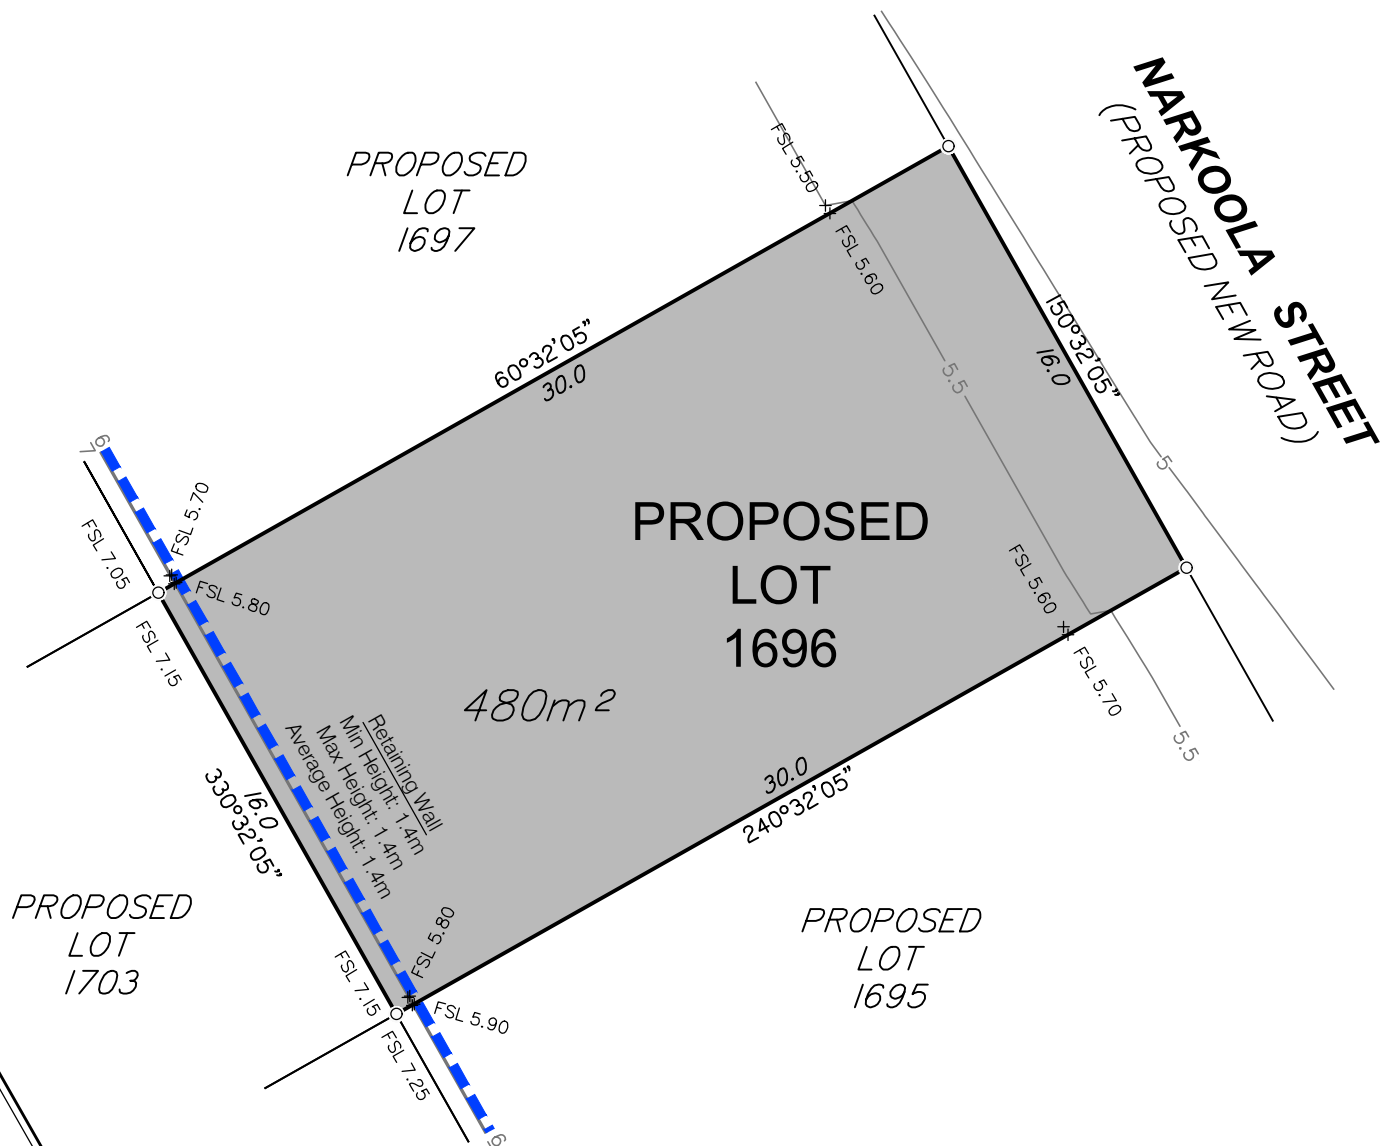 NARKOOLA STREET
(PROPOSED NEW ROAD)
PROPOSED
LOT
1697
FSL 5.50
FSL 5.60
60°32'05"
30.0
150°32'05"
16.0
5.5
5
6
7
FSL 5.70
FSL 7.05
FSL 5.80
FSL 7.15
PROPOSED
LOT
1696
480m²
FSL 5.60
FSL 5.70
5.5
Retaining Wall
Min Height: 1.4m
Max Height: 1.4m
Average Height: 1.4m
16.0
330°32'05"
30.0
240°32'05"
PROPOSED
LOT
1703
FSL 5.80
FSL 7.15
FSL 5.90
FSL 7.25
PROPOSED
LOT
1695
6